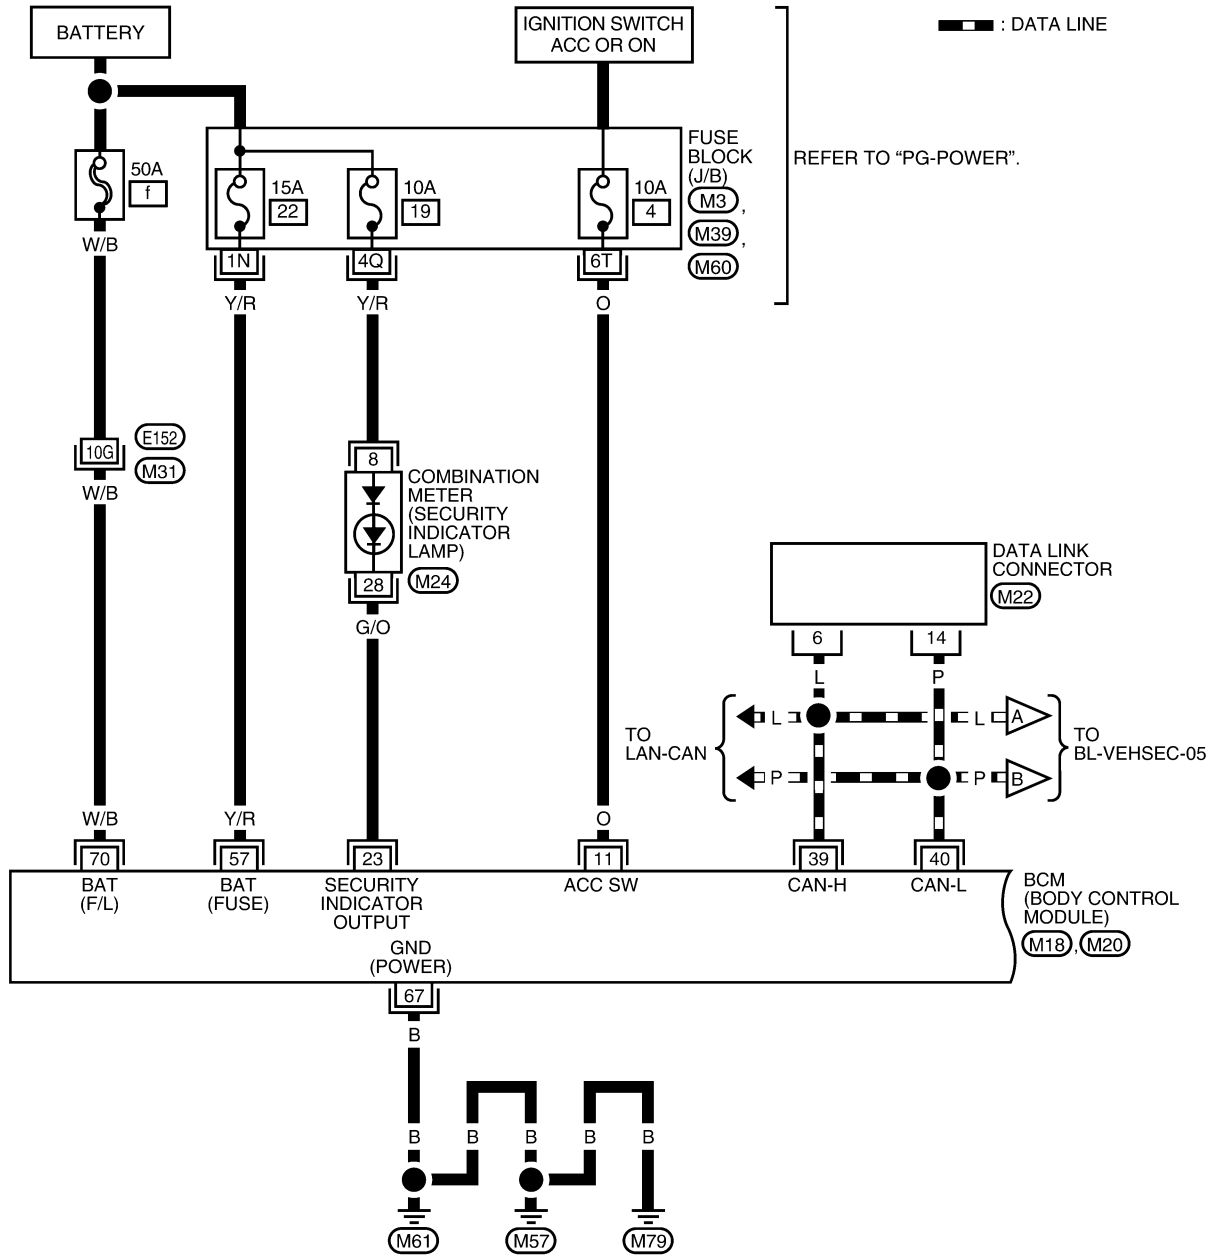 BATTERY
IGNITION SWITCH
ACC OR ON
: DATA LINE
50A
f
15A
22
10A
19
10A
4
FUSE
BLOCK
(J/B)
M3 ,
M39 ,
M60
REFER TO “PG-POWER”.
W/B
1N
4Q
6T
Y/R
Y/R
O
10G
E152
M31
W/B
8
COMBINATION
METER
(SECURITY
INDICATOR
LAMP)
28
M24
G/O
DATA LINK
CONNECTOR
M22
6
14
L
P
TO
LAN-CAN
L
L
A
P
P
B
TO
BL-VEHSEC-05
W/B
Y/R
O
70
57
23
11
39
40
BAT
(F/L)
BAT
(FUSE)
SECURITY
INDICATOR
OUTPUT
ACC SW
CAN-H
CAN-L
BCM
(BODY CONTROL
MODULE)
M18 , M20
GND
(POWER)
67
B
B
B
B
B
B
M61
M57
M79